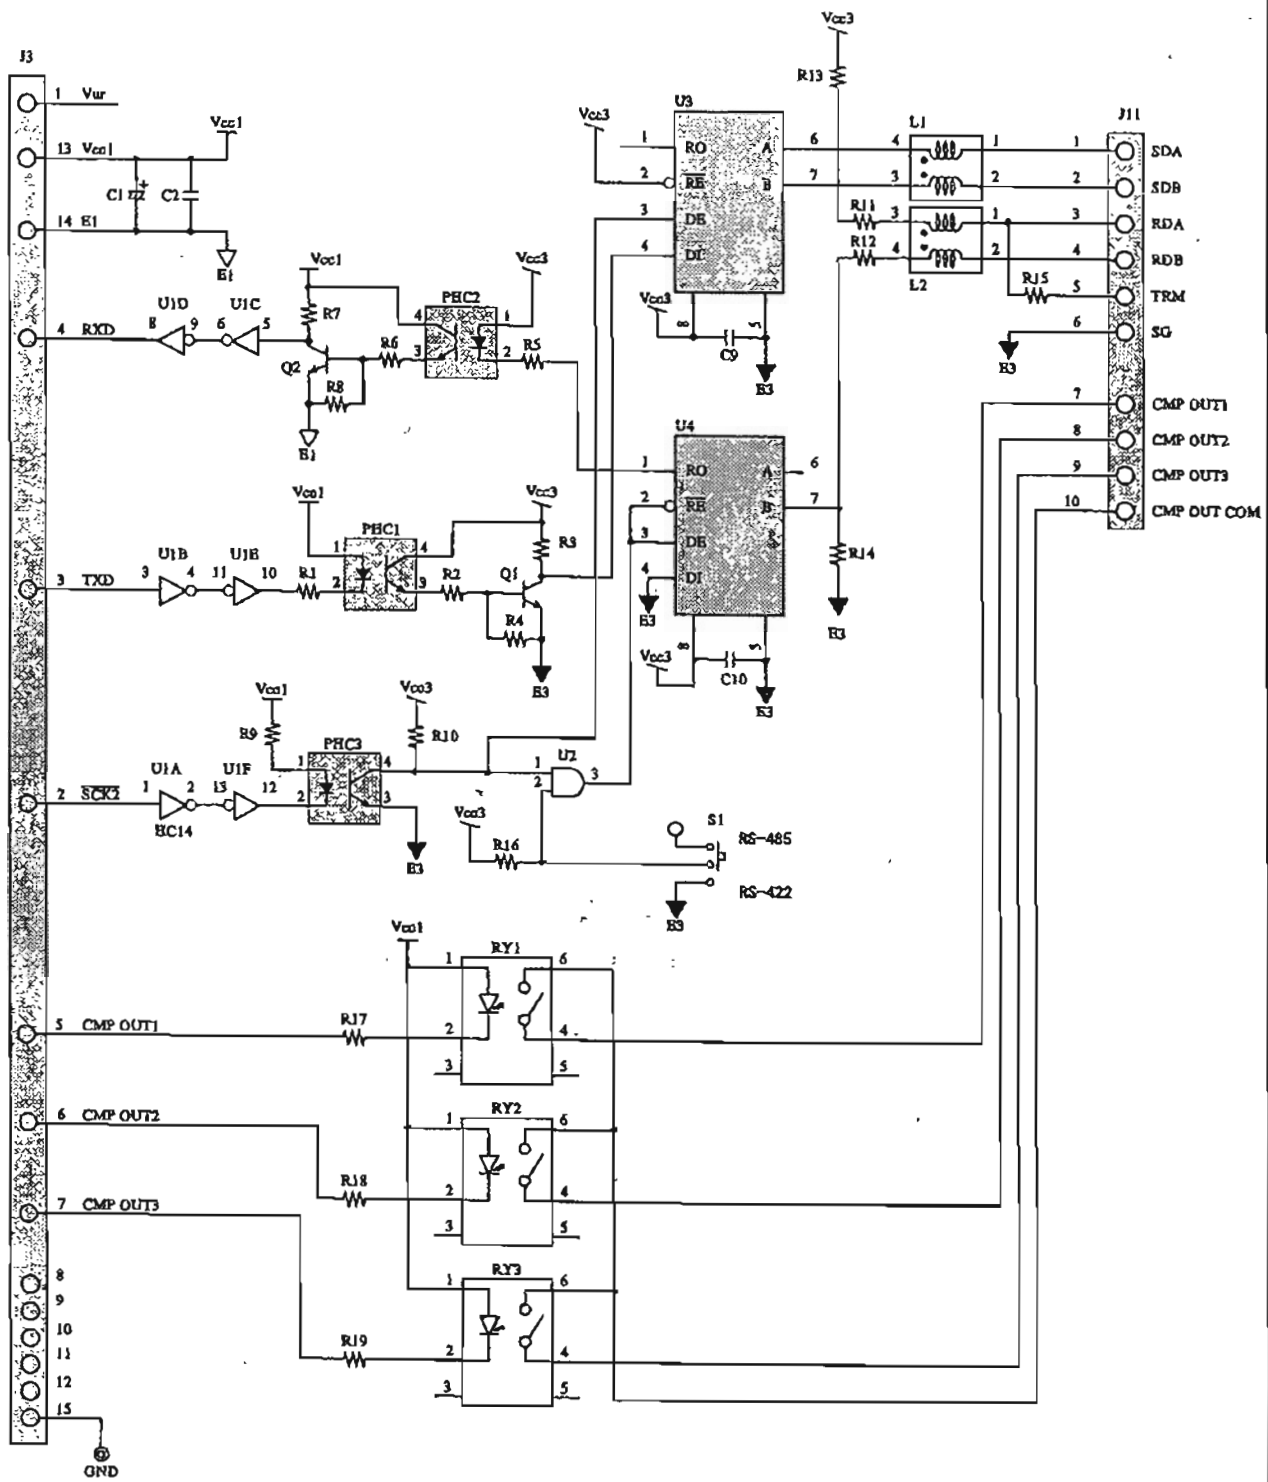 Vcc3
J3
R13
1 Vur
U3
Vcc3
L1
J11
Vcc1
13 Vcc1
1 RO A 6 4 1 1 SDA
C1 + C2
2 RE B 7 3 2 2 SDB
3 DE R11 3 1 3 RDA
14 E1
4 DI R12 4 2 4 RDB
E1
Vcc1
Vcc3
L2
R15 5 TRM
U1D U1C
R7
PHC2
Vcc3
8 5
C9
6 SG
E3
4 RXD 8 9 6 5
4 1
R6 3 2 R5
Q2
R8
E3
7 CMP OUT1
E1
U4
8 CMP OUT2
1 RO A 6
9 CMP OUT3
Vcc1
Vcc3
2 RE B 7
10 CMP OUT COM
PHC1
R3
3 DE
R14
U1B U1E
1 4
4 DI
3 TXD 3 4 11 10 R1 2 3 R2 Q1
E3
E3
R4
8 5
Vcc3
C10
E3
E3
Vcc1
Vcc3
R9
R10
PHC3
U2
U1A U1F
1 4
1 3
2 SCK2 1 2 13 12 2 3
2
HC14
Vcc3
S1
R16
RS-485
E3
RS-422
E3
Vcc1
RY1
1 6
5 CMP OUT1 R17 2 4
3 5
RY2
6 CMP OUT2
1 6
R18 2 4
7 CMP OUT3
3 5
RY3
8
1 6
9
10
R19 2 4
11
12
3 5
15
GND